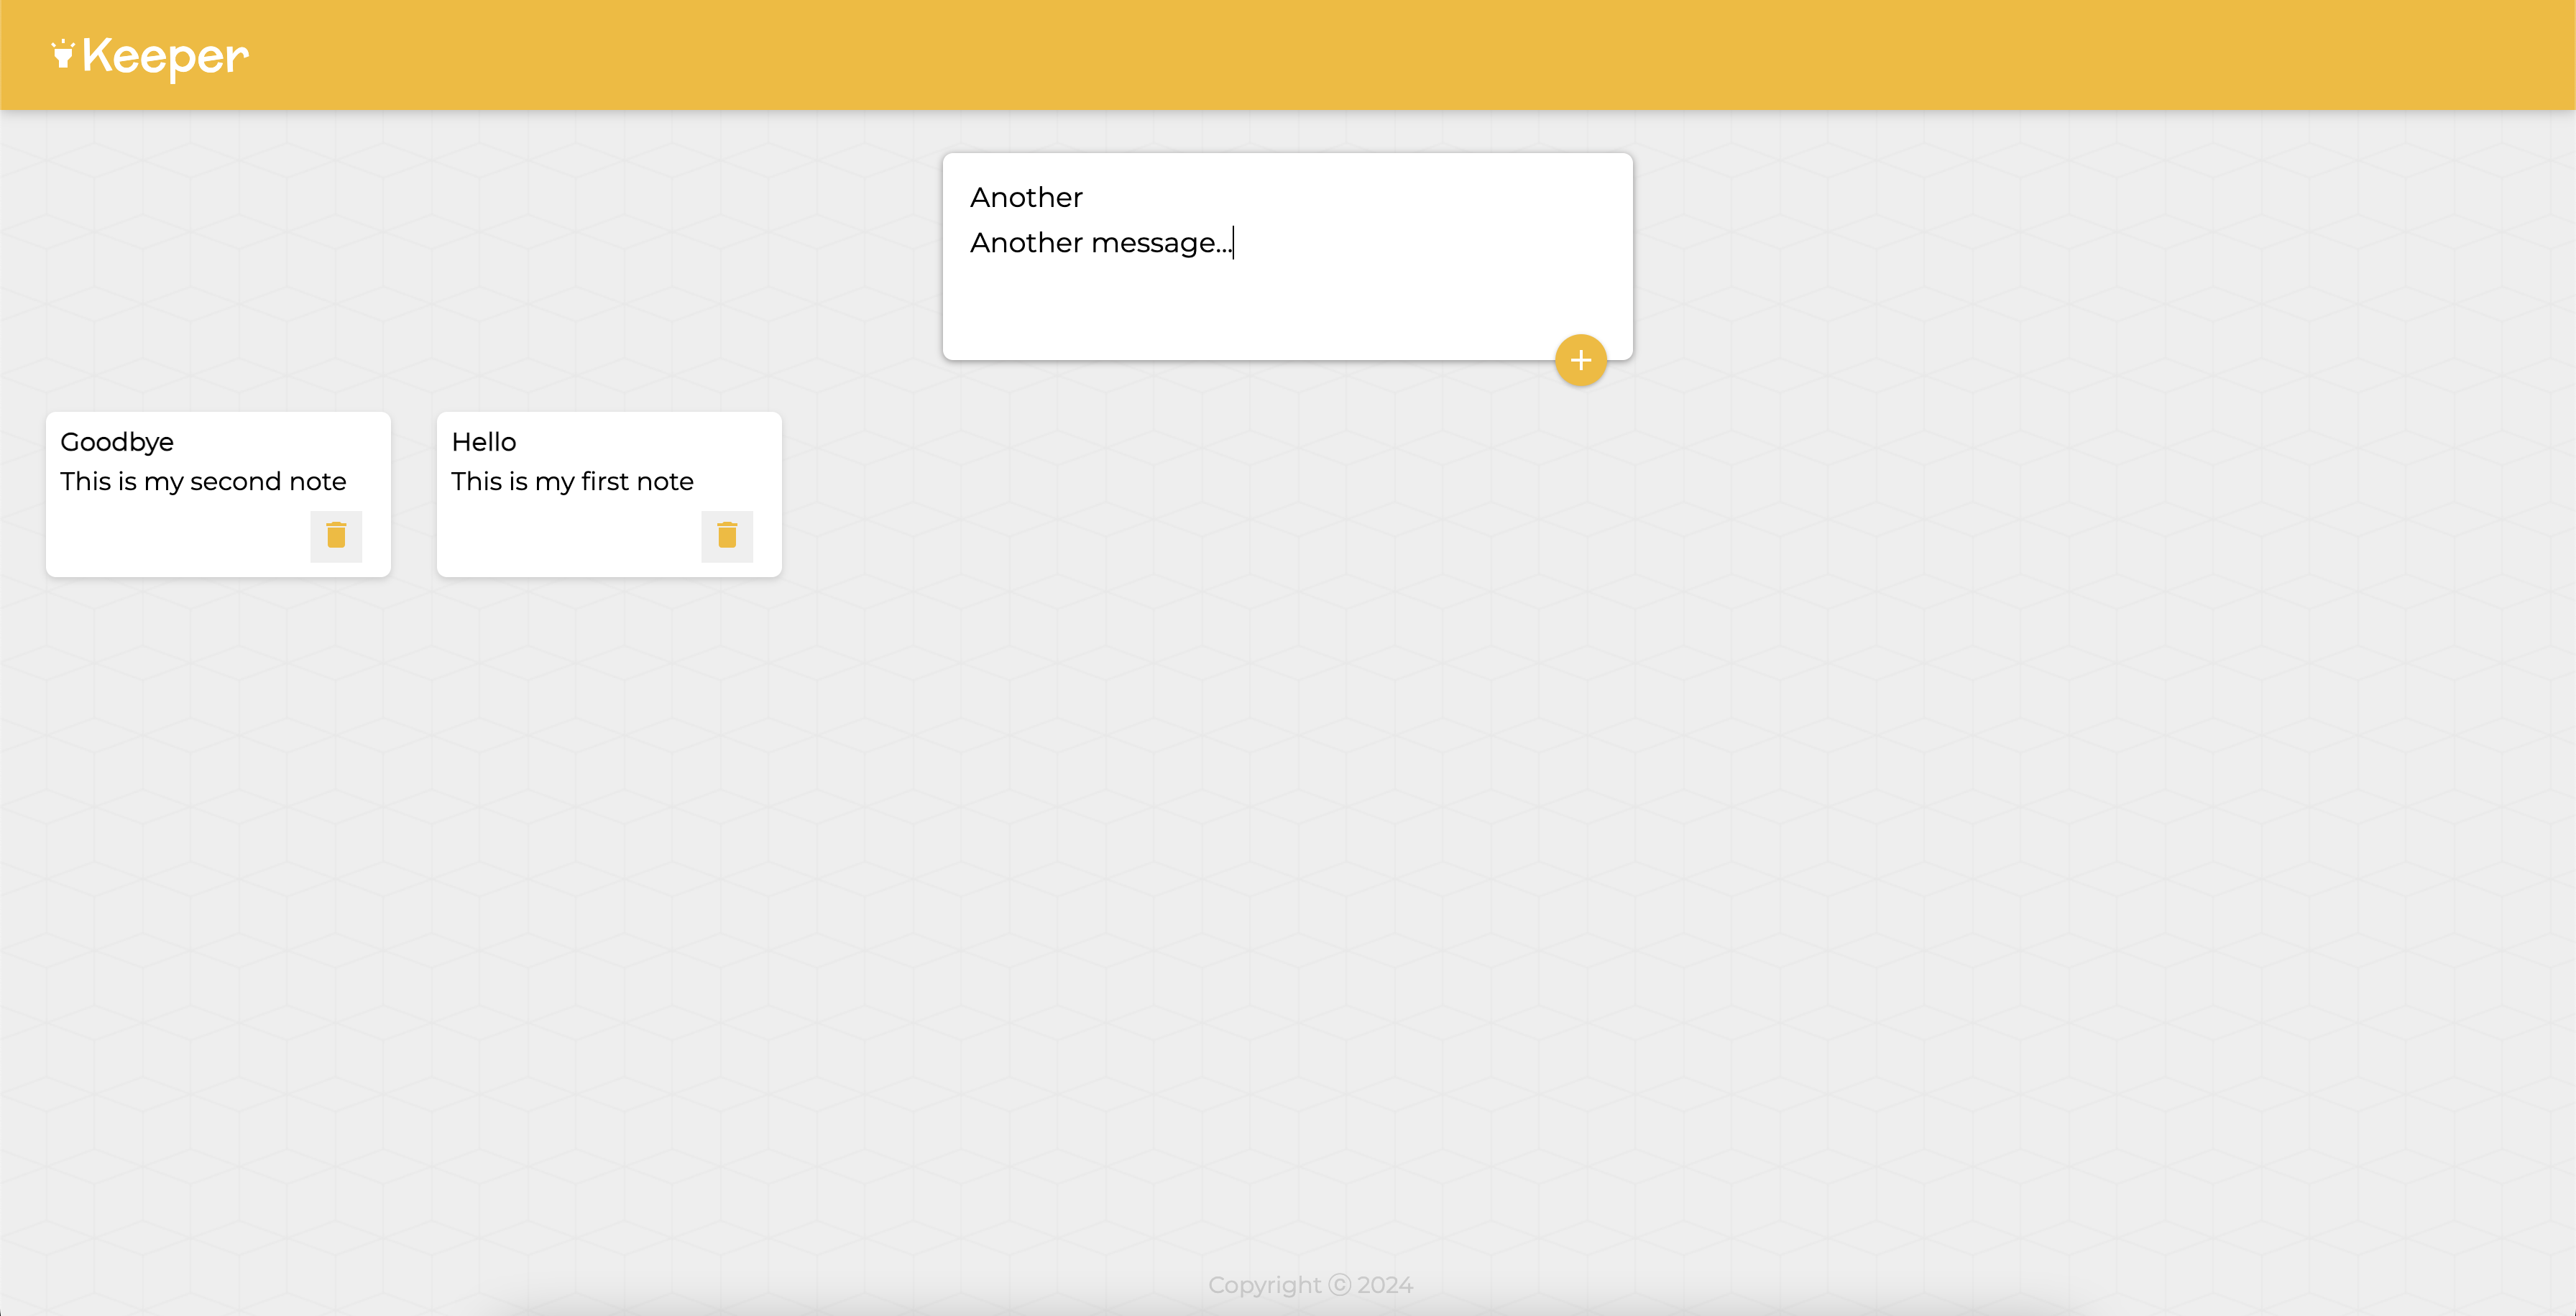 Keeper
Another
Another message...
Goodbye
This is my second note
Hello
This is my first note
Copyright ⓒ 2024